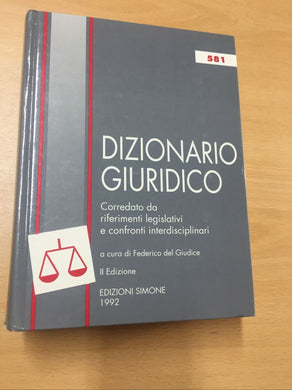 581
DIZIONARIO
GIURIDICO
Corredato da
riferimenti legislativi
e confronti interdisciplinari
a cura di Federico del Giudice
II Edizione
EDIZIONI SIMONE
1992